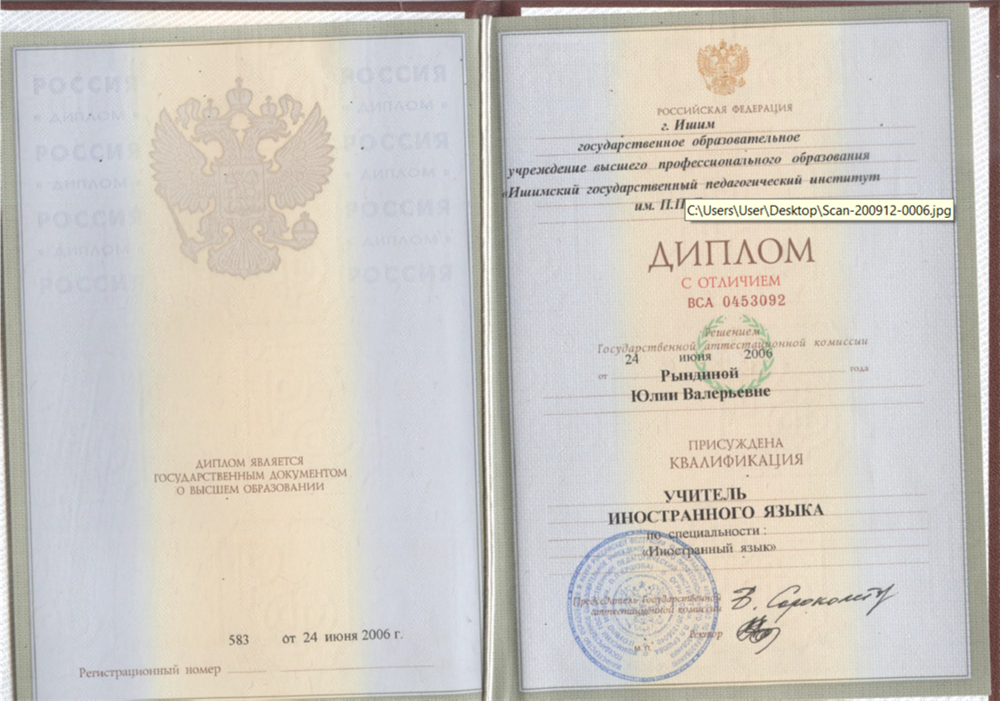 РОССИЯ РОССИЯ
« ДИПЛОМ » « ДИПЛОМ »
РОССИЯ РОССИЯ
« ДИПЛОМ » « ДИПЛОМ »
РОССИЯ РОССИЯ
« ДИПЛОМ » « ДИПЛОМ »
РОССИЯ РОССИЯ
ДИПЛОМ ЯВЛЯЕТСЯ
ГОСУДАРСТВЕННЫМ ДОКУМЕНТОМ
О ВЫСШЕМ ОБРАЗОВАНИИ
583 от 24 июня 2006 г.
Регистрационный номер
РОССИЙСКАЯ ФЕДЕРАЦИЯ
г. Ишим
государственное образовательное
учреждение высшего профессионального образования
«Ишимский государственный педагогический институт
им. П.П.
C:\Users\User\Desktop\Scan-200912-0006.jpg
ДИПЛОМ
С ОТЛИЧИЕМ
ВСА 0453092
Решением
Государственной аттестационной комиссии
24 июня 2006
от года
Рындиной
Юлии Валерьевне
ПРИСУЖДЕНА
КВАЛИФИКАЦИЯ
УЧИТЕЛЬ
ИНОСТРАННОГО ЯЗЫКА
по специальности :
«Иностранный язык»
Председатель Государственной
аттестационной комиссии
Ректор
М.П.